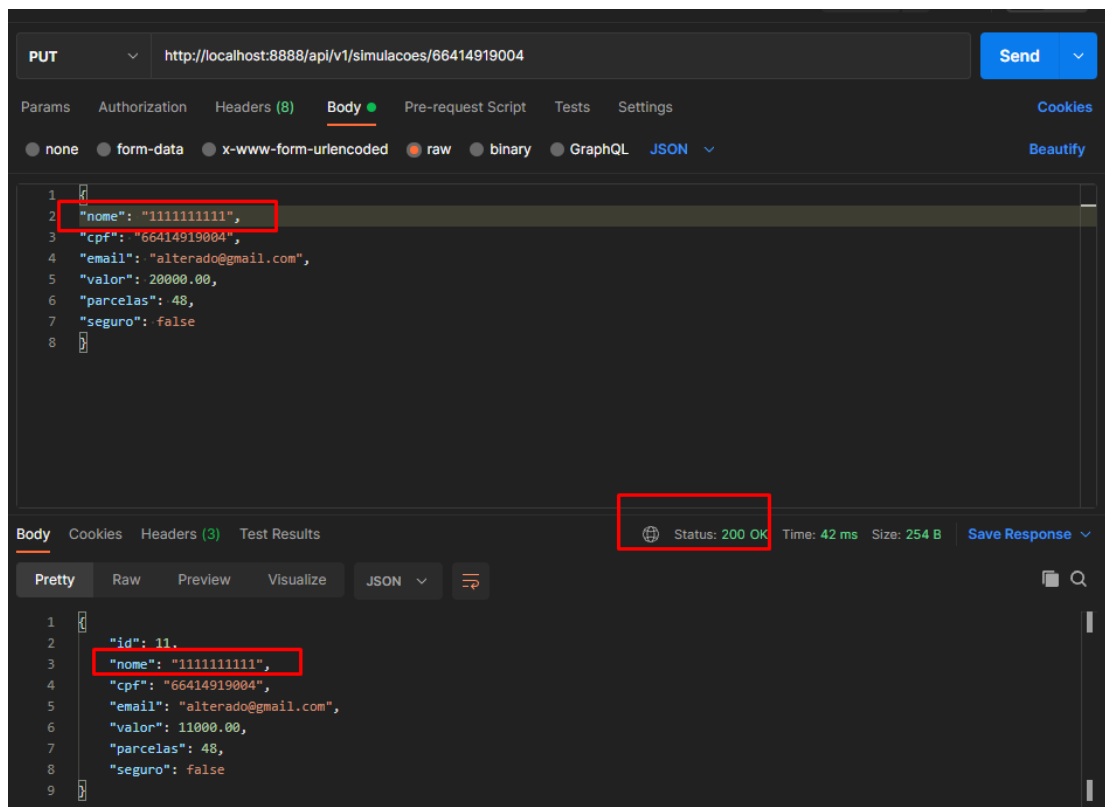 PUT http://localhost:8888/api/v1/simulacoes/66414919004 Send
Params Authorization Headers (8) Body Pre-request Script Tests Settings Cookies
none form-data x-www-form-urlencoded raw binary GraphQL JSON Beautify
1 {
2 "nome": "1111111111",
3 "cpf": "66414919004",
4 "email": "alterado@gmail.com",
5 "valor": 20000.00,
6 "parcelas": 48,
7 "seguro": false
8 }
Body Cookies Headers (3) Test Results Status: 200 OK Time: 42 ms Size: 254 B Save Response
Pretty Raw Preview Visualize JSON
1 {
2 "id": 11,
3 "nome": "1111111111",
4 "cpf": "66414919004",
5 "email": "alterado@gmail.com",
6 "valor": 11000.00,
7 "parcelas": 48,
8 "seguro": false
9 }